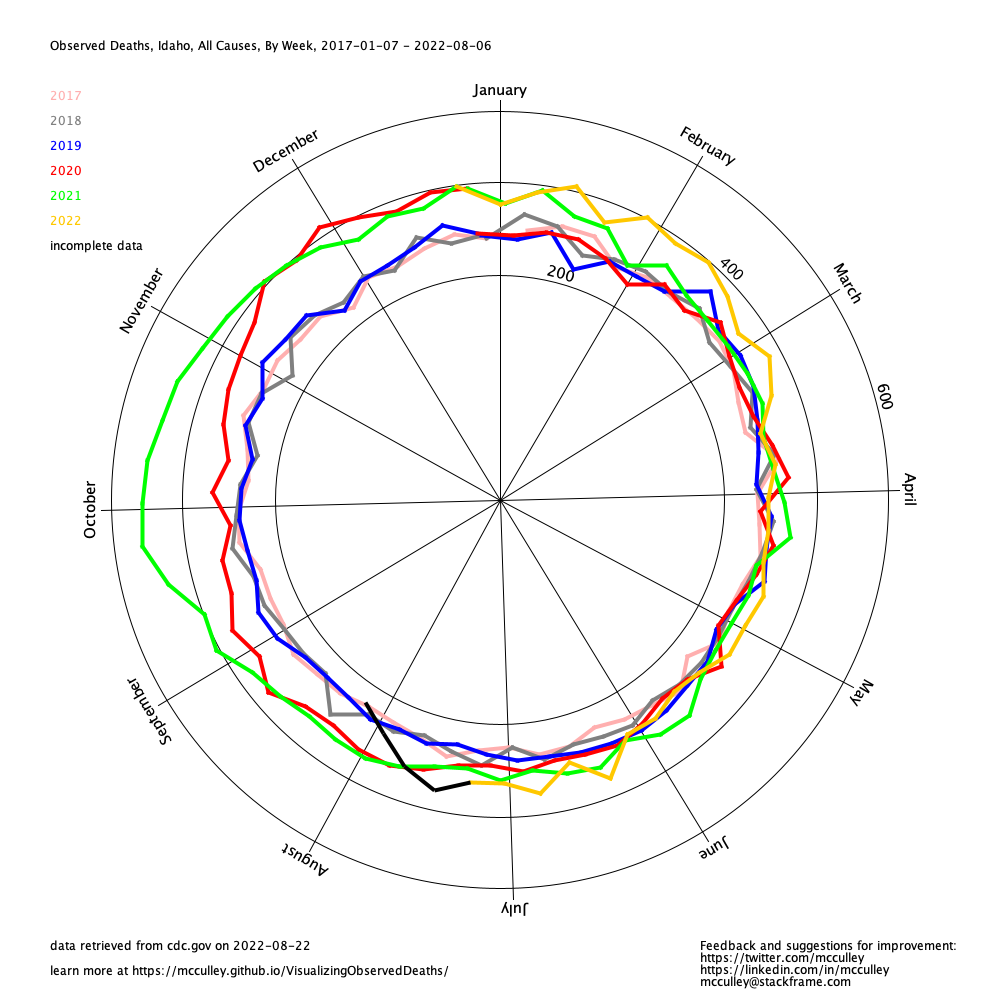 Observed Deaths, Idaho, All Causes, By Week, 2017-01-07 - 2022-08-06
2017
2018
2019
2020
2021
2022
incomplete data
January
February
March
April
May
June
July
August
September
October
November
December
200
400
600
data retrieved from cdc.gov on 2022-08-22
learn more at https://mcculley.github.io/VisualizingObservedDeaths/
Feedback and suggestions for improvement:
https://twitter.com/mcculley
https://linkedin.com/in/mcculley
mcculley@stackframe.com